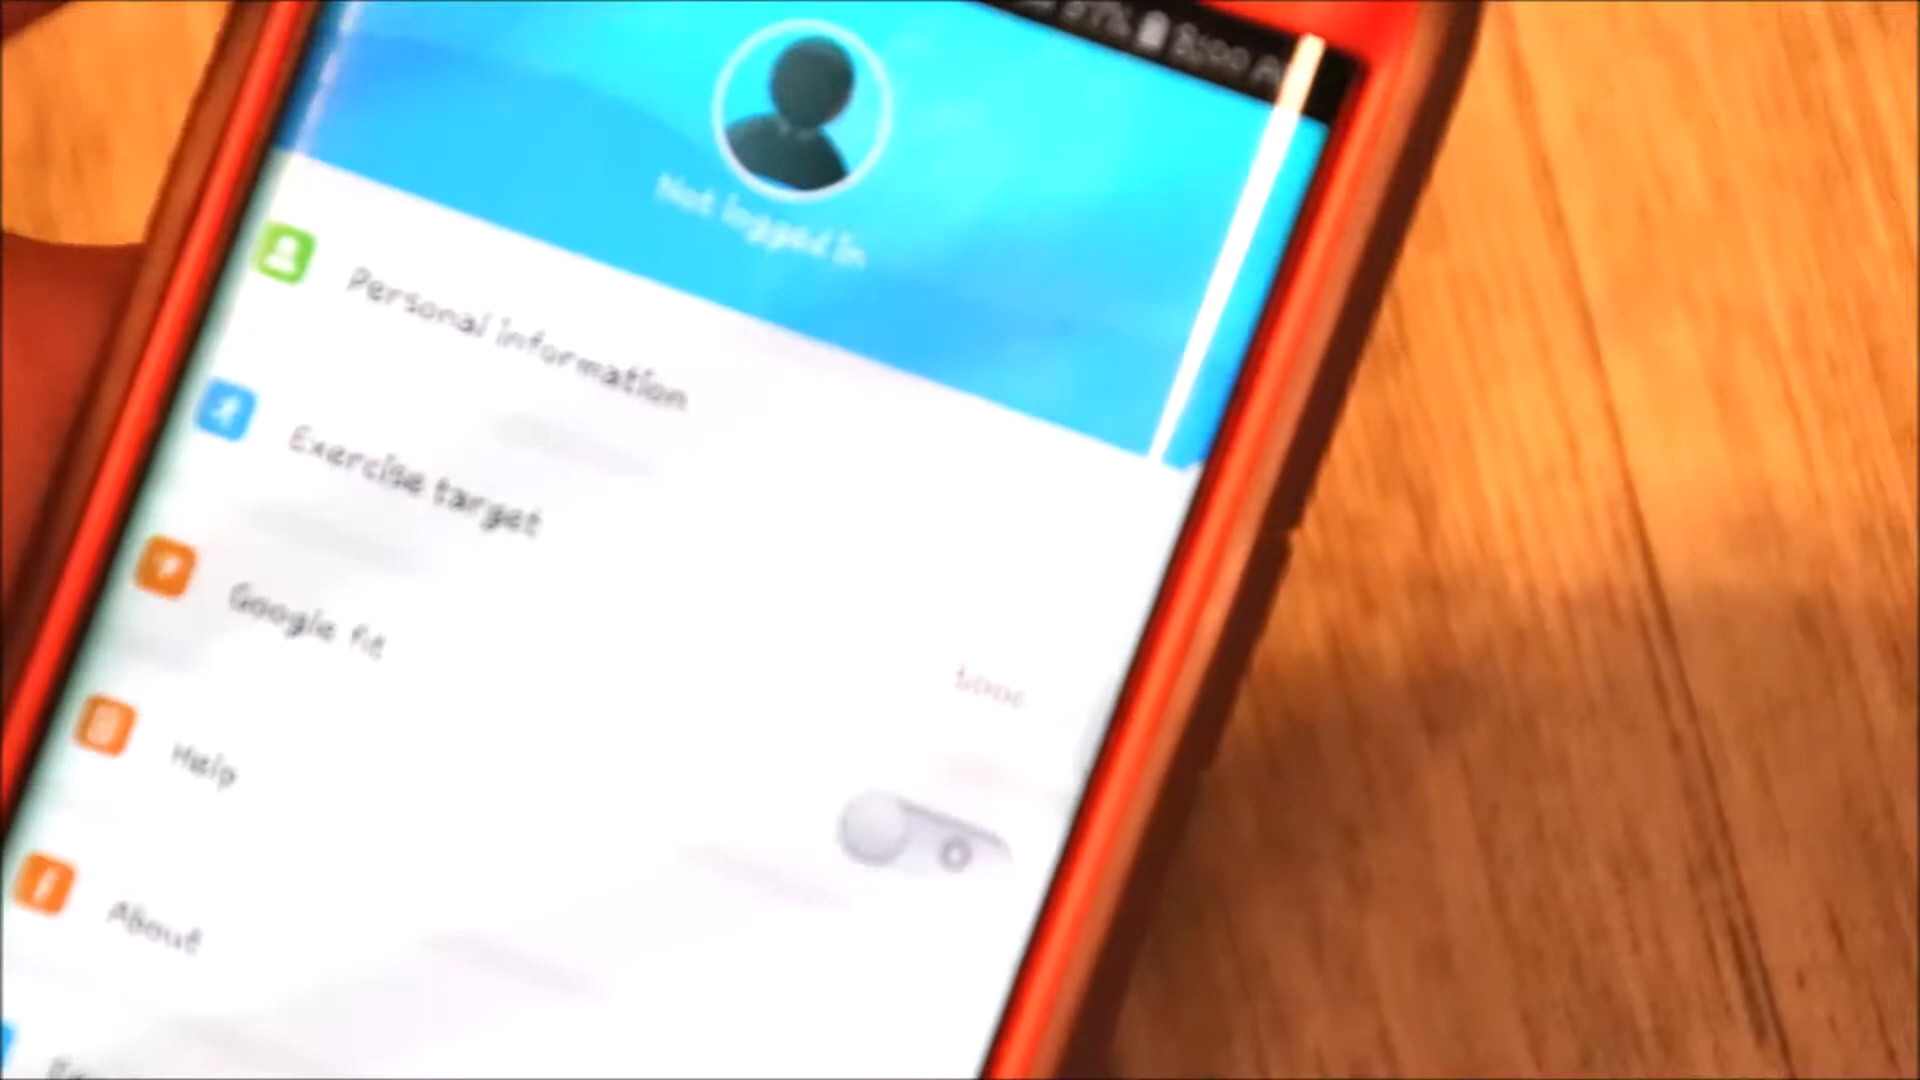 Not logged in
Personal information
Exercise target
Google fit
Help
About